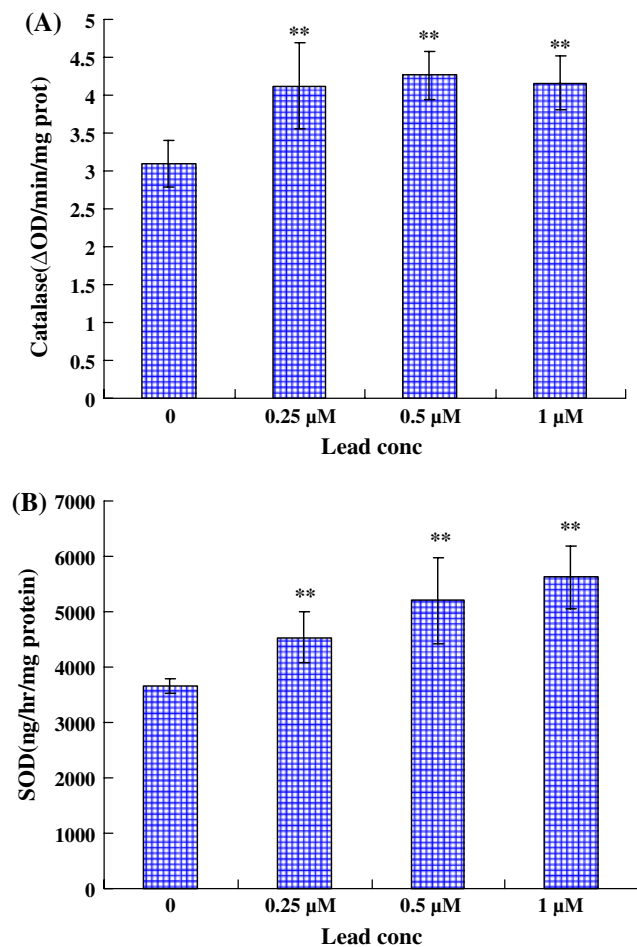 (A)
Catalase(ΔOD/min/mg prot)
5
4.5
4
3.5
3
2.5
2
1.5
1
0.5
0
**
**
**
0
0.25 µM
0.5 µM
1 µM
Lead conc
(B)
SOD(ng/hr/mg protein)
7000
6000
5000
4000
3000
2000
1000
0
**
**
**
0
0.25 µM
0.5 µM
1 µM
Lead conc